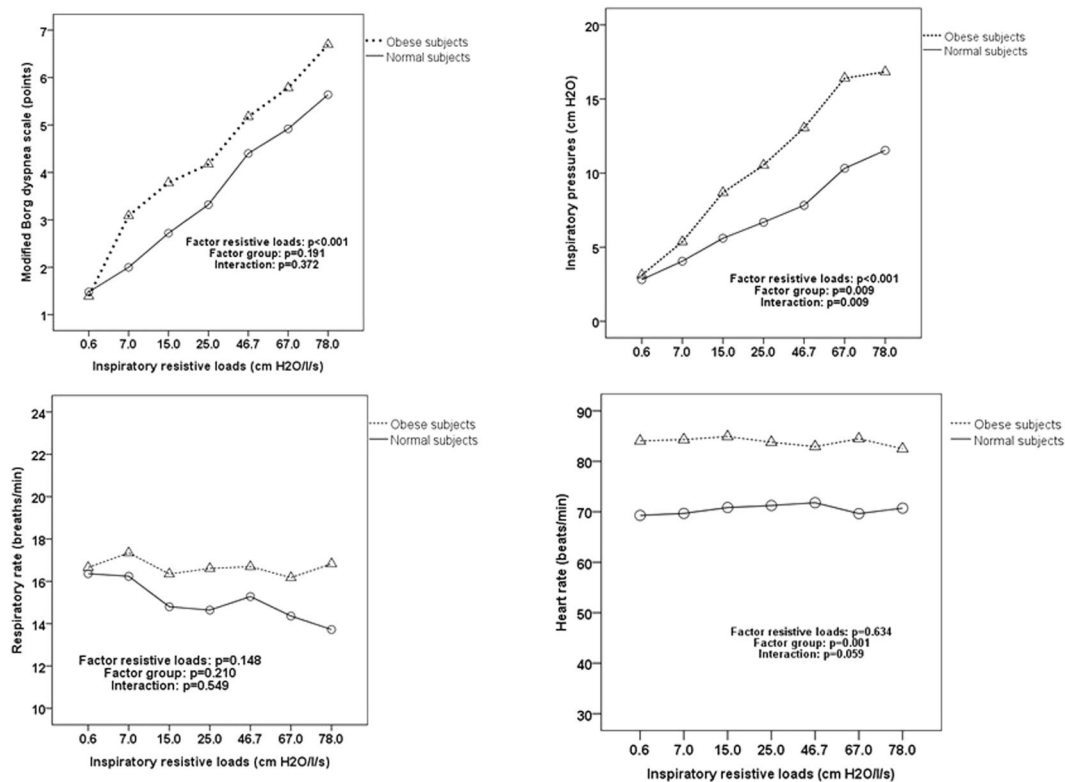 Modified Borg dyspnea scale (points)
7
6
5
4
3
2
1
Obese subjects
Normal subjects
Factor resistive loads: p<0.001
Factor group: p=0.191
Interaction: p=0.372
0.6 7.0 15.0 25.0 46.7 67.0 78.0
Inspiratory resistive loads (cm H2O/l/s)
Inspiratory pressures (cm H2O)
20
15
10
5
0
Obese subjects
Normal subjects
Factor resistive loads: p<0.001
Factor group: p=0.009
Interaction: p=0.009
0.6 7.0 15.0 25.0 46.7 67.0 78.0
Inspiratory resistive loads (cm H2O/l/s)
Respiratory rate (breaths/min)
24
22
20
18
16
14
12
10
Obese subjects
Normal subjects
Factor resistive loads: p=0.148
Factor group: p=0.210
Interaction: p=0.549
0.6 7.0 15.0 25.0 46.7 67.0 78.0
Inspiratory resistive loads (cm H2O/l/s)
Heart rate (beats/min)
90
80
70
60
50
40
30
Obese subjects
Normal subjects
Factor resistive loads: p=0.634
Factor group: p=0.001
Interaction: p=0.059
0.6 7.0 15.0 25.0 46.7 67.0 78.0
Inspiratory resistive loads (cm H2O/l/s)